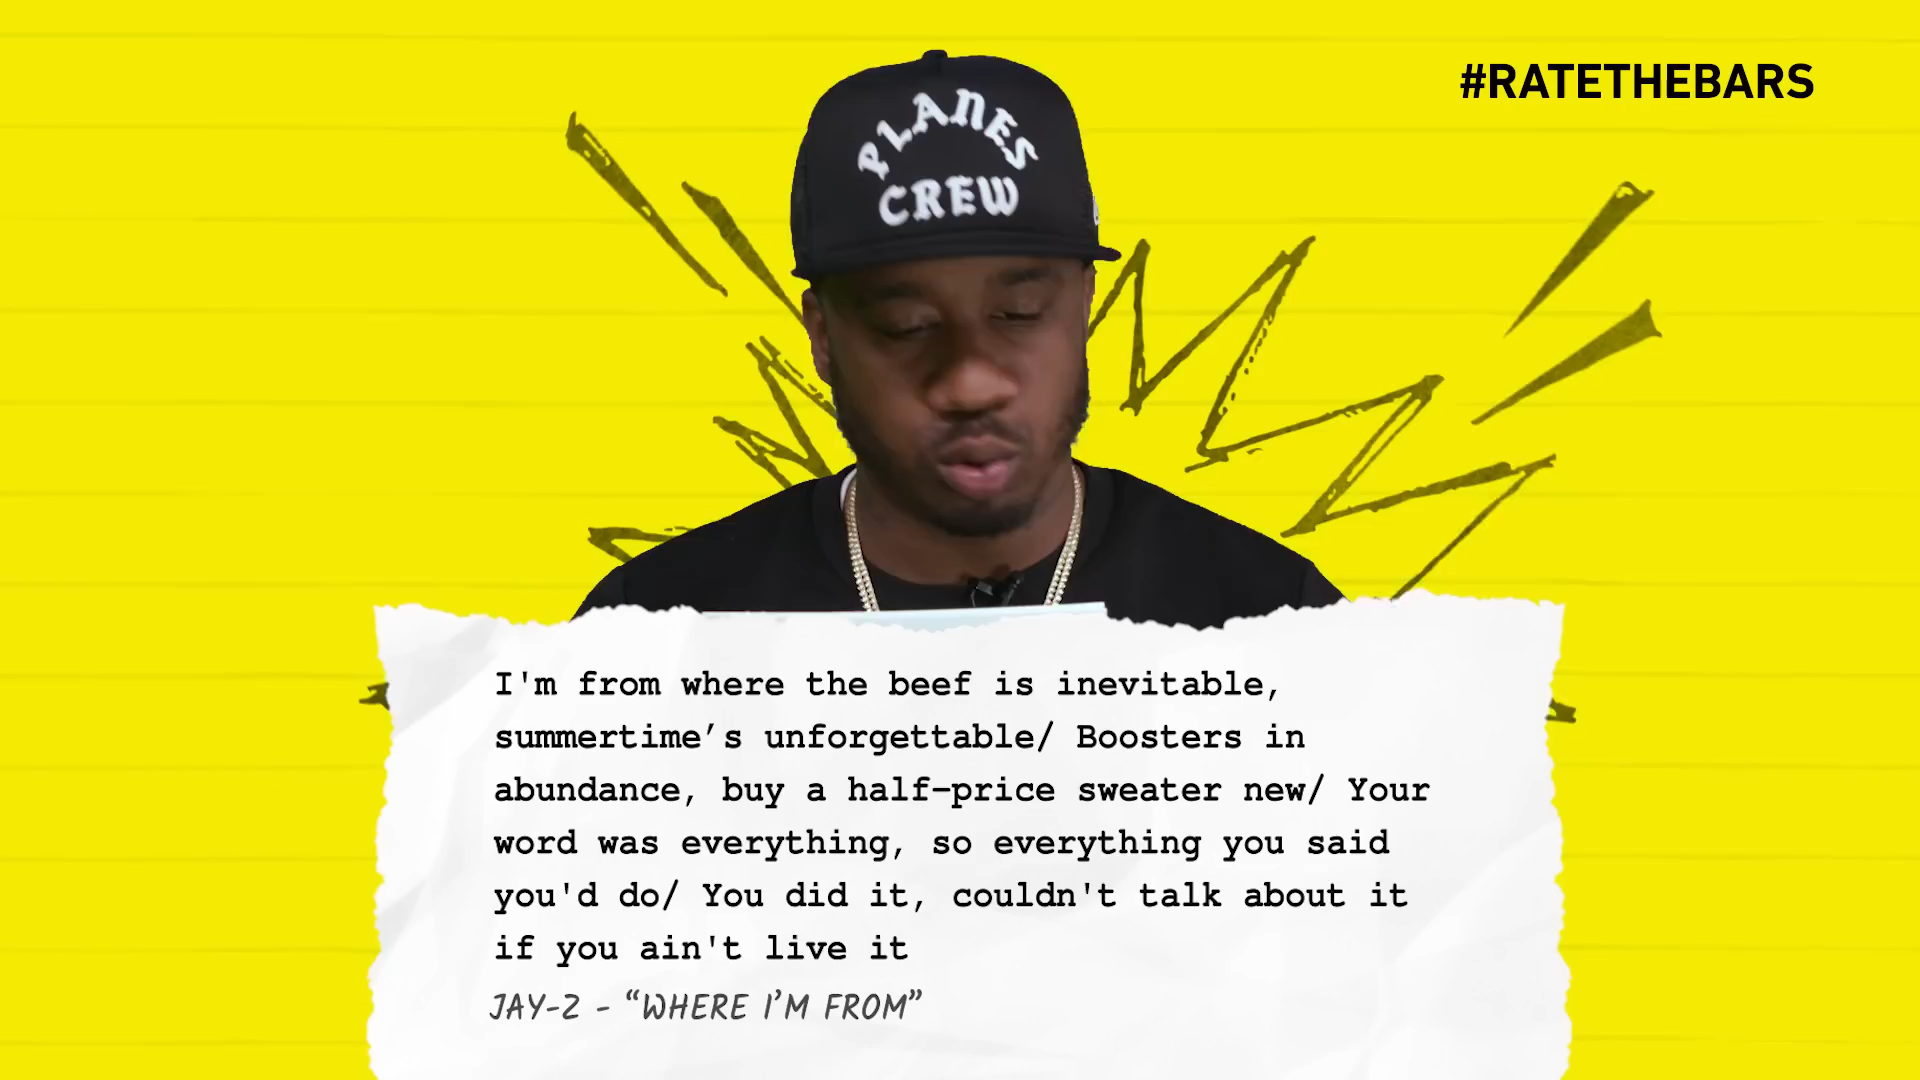 #RATETHEBARS
PLANES
CREW
I'm from where the beef is inevitable,
summertime’s unforgettable/ Boosters in
abundance, buy a half-price sweater new/ Your
word was everything, so everything you said
you'd do/ You did it, couldn't talk about it
if you ain't live it
JAY-Z - “WHERE I’M FROM”